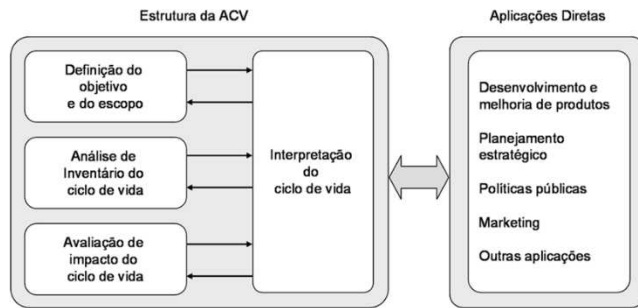 Estrutura da ACV
Aplicações Diretas
Definição do
objetivo
e do escopo
Análise de
Inventário do
ciclo de vida
Avaliação de
impacto do
ciclo de vida
Interpretação
do
ciclo de vida
Desenvolvimento e
melhoria de produtos
Planejamento
estratégico
Políticas públicas
Marketing
Outras aplicações